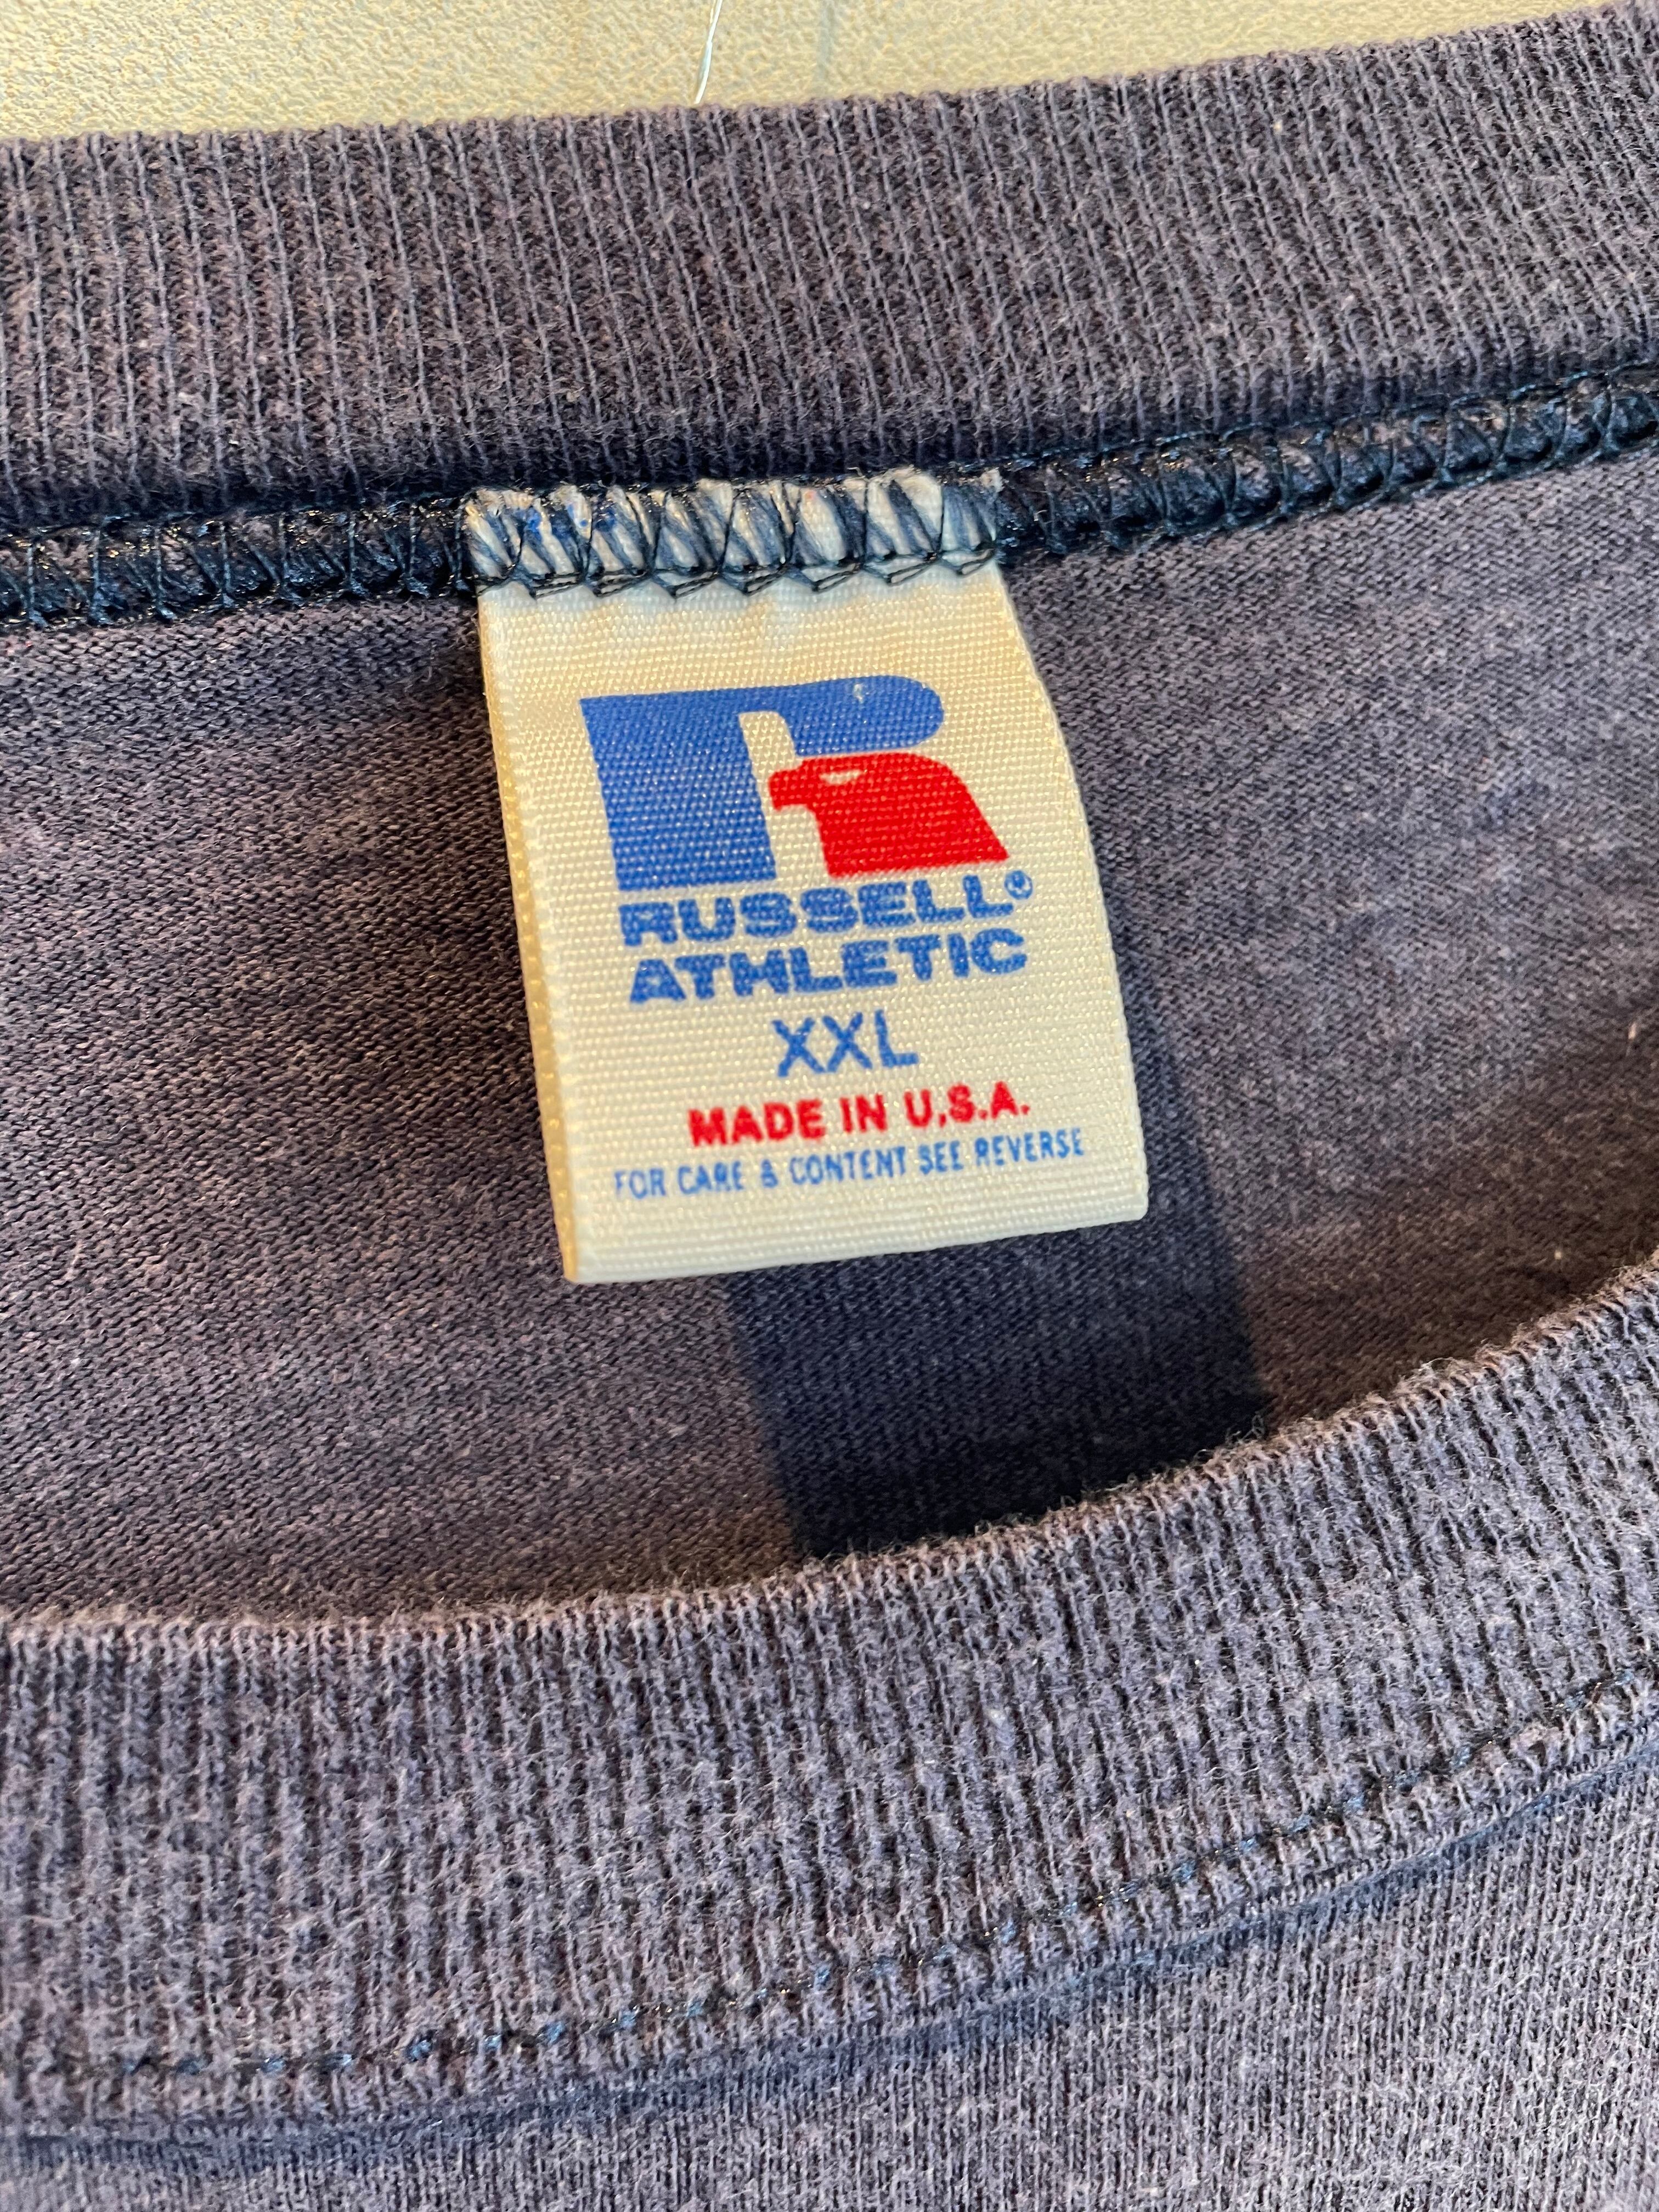 RUSSELL®
ATHLETIC
XXL
MADE IN U.S.A.
FOR CARE & CONTENT SEE REVERSE